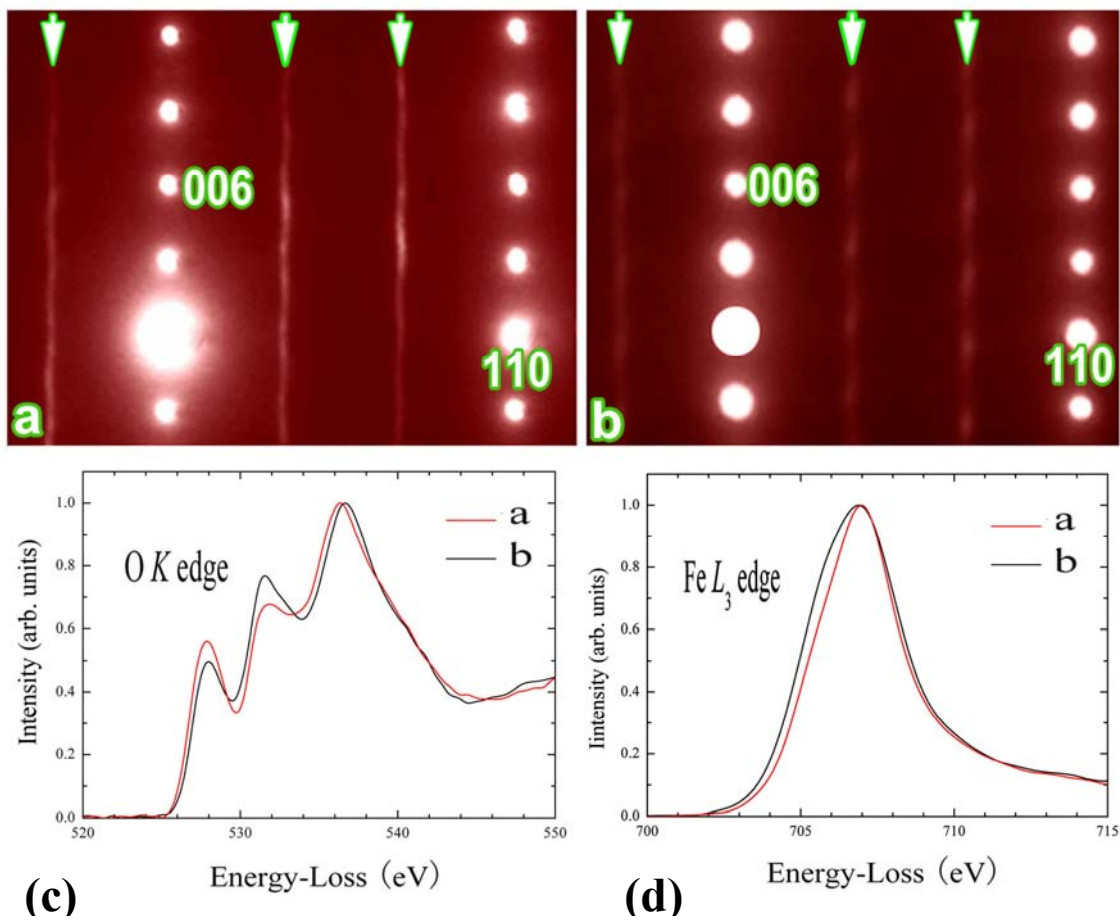 006
110
a
006
110
b
Intensity (arb. units)
1.0
0.8
0.6
0.4
0.2
0.0
O K edge
a
b
520
530
540
550
Energy-Loss (eV)
(c)
Iintensity (arb. units)
1.0
0.8
0.6
0.4
0.2
0.0
Fe L3 edge
a
b
700
705
710
715
Energy-Loss (eV)
(d)